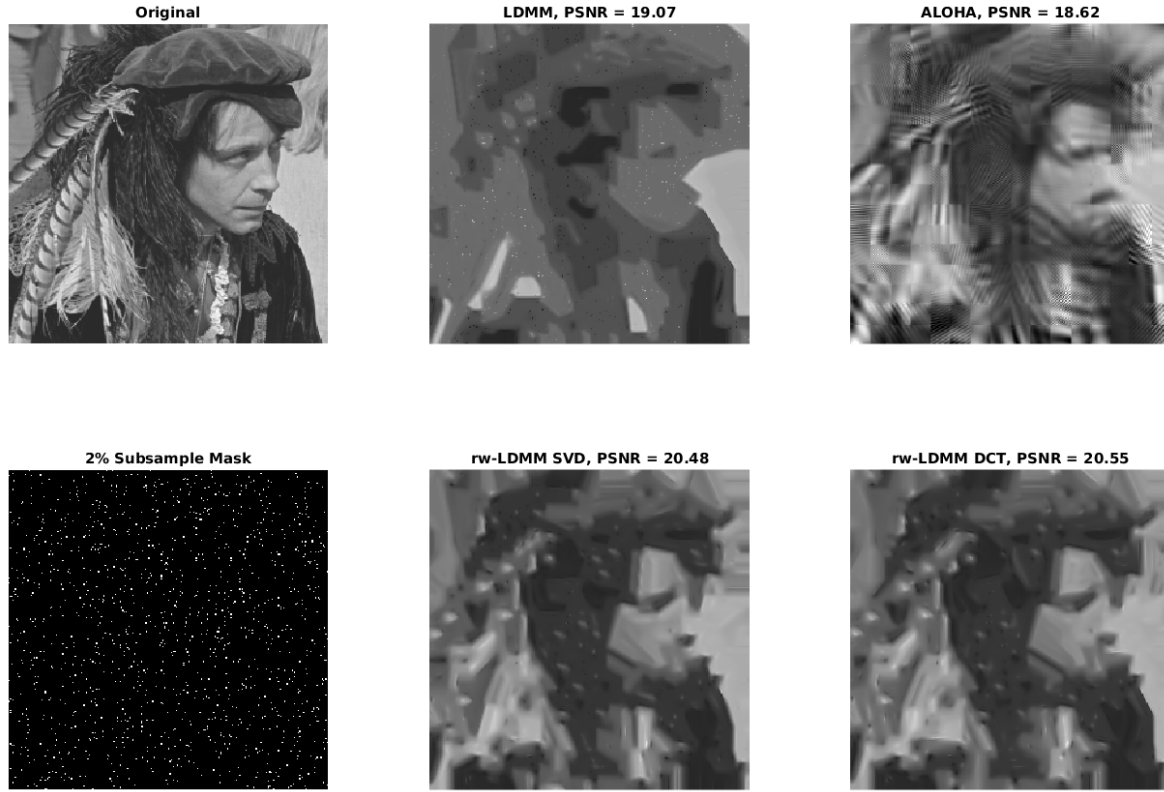 Original
LDMM, PSNR = 19.07
ALOHA, PSNR = 18.62
2% Subsample Mask
rw-LDMM SVD, PSNR = 20.48
rw-LDMM DCT, PSNR = 20.55